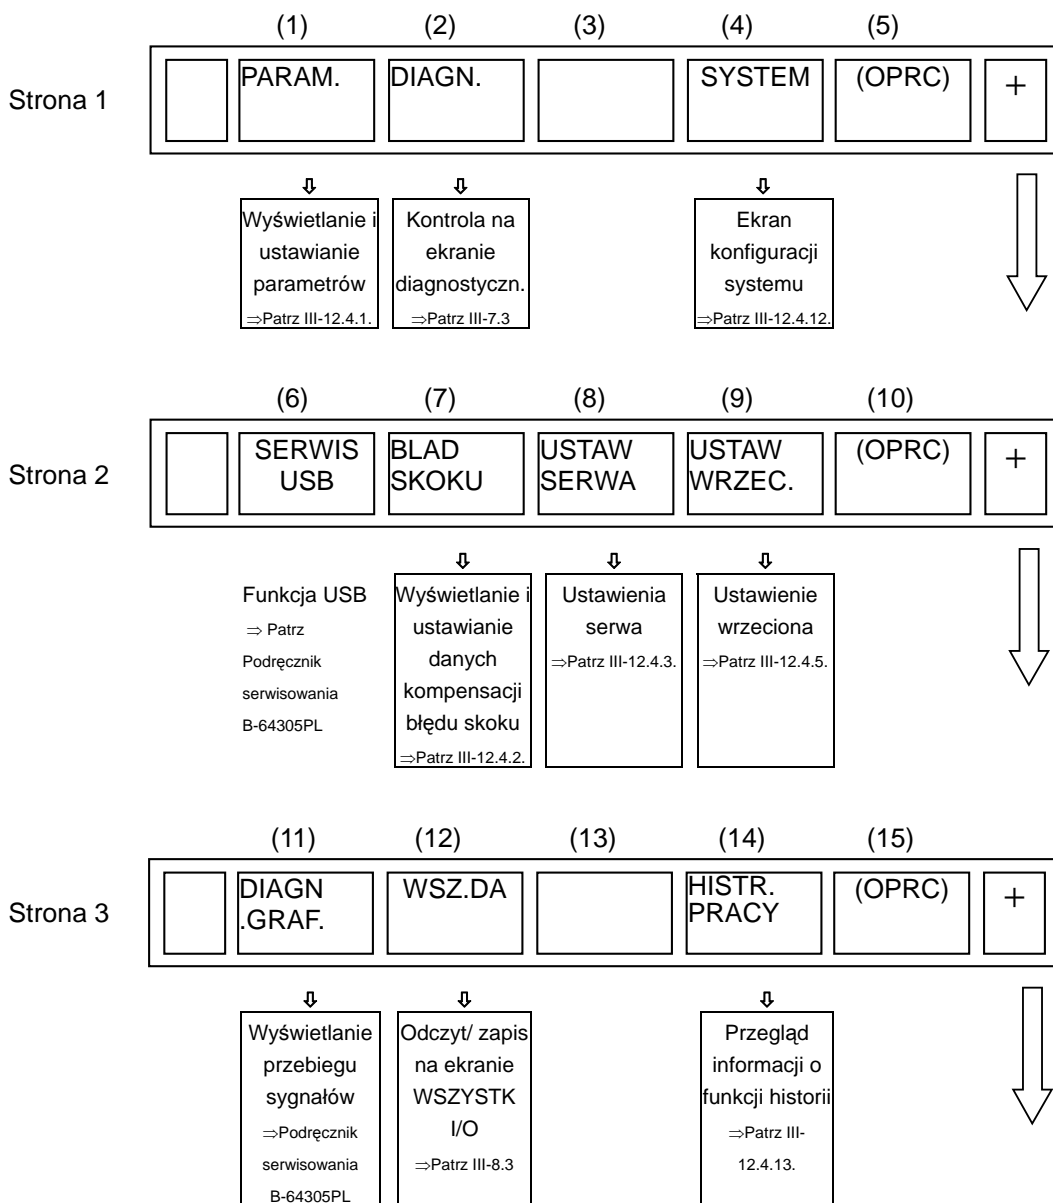 (1) (2) (3) (4) (5)
Strona 1
PARAM. DIAGN. SYSTEM (OPRC) +
Wyświetlanie i
ustawianie
parametrów
⇒Patrz III-12.4.1.
Kontrola na
ekranie
diagnostyczn.
⇒Patrz III-7.3
Ekran
konfiguracji
systemu
⇒Patrz III-12.4.12.
(6) (7) (8) (9) (10)
Strona 2
SERWIS
USB
BLAD
SKOKU
USTAW
SERWA
USTAW
WRZEC.
(OPRC)
+
Funkcja USB
⇒ Patrz
Podręcznik
serwisowania
B-64305PL
Wyświetlanie i
ustawianie
danych
kompensacji
błędu skoku
⇒Patrz III-12.4.2.
Ustawienia
serwa
⇒Patrz III-12.4.3.
Ustawienie
wrzeciona
⇒Patrz III-12.4.5.
(11) (12) (13) (14) (15)
Strona 3
DIAGN
.GRAF.
WSZ.DA
HISTR.
PRACY
(OPRC)
+
Wyświetlanie
przebiegu
sygnałów
⇒Podręcznik
serwisowania
B-64305PL
Odczyt/ zapis
na ekranie
WSZYSTK
I/O
⇒Patrz III-8.3
Przegląd
informacji o
funkcji historii
⇒Patrz III-
12.4.13.